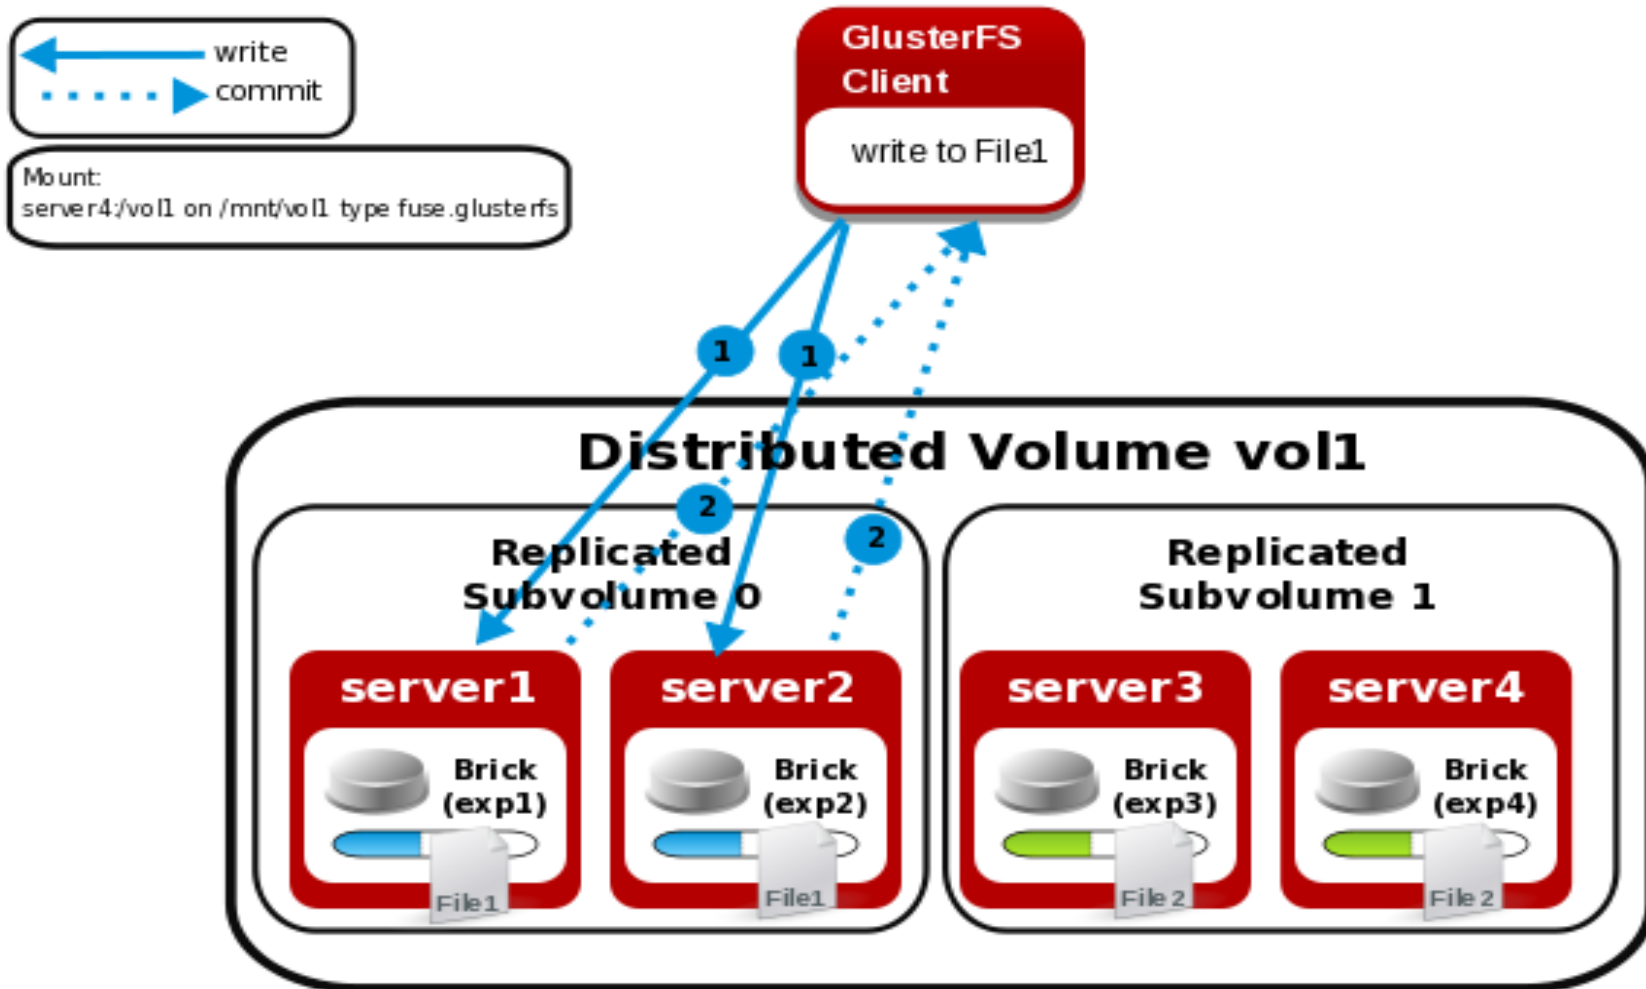 write
commit
Mount:
server4:/vol1 on /mnt/vol1 type fuse.glusterfs
GlusterFS
Client
write to File1
1
1
Distributed Volume vol1
2
2
Replicated
Subvolume 0
Replicated
Subvolume 1
server1
Brick
(exp1)
File1
server2
Brick
(exp2)
File1
server3
Brick
(exp3)
File2
server4
Brick
(exp4)
File2